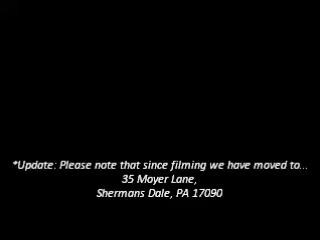 *Update: Please note that since filming we have moved to...
35 Moyer Lane,
Shermans Dale, PA 17090